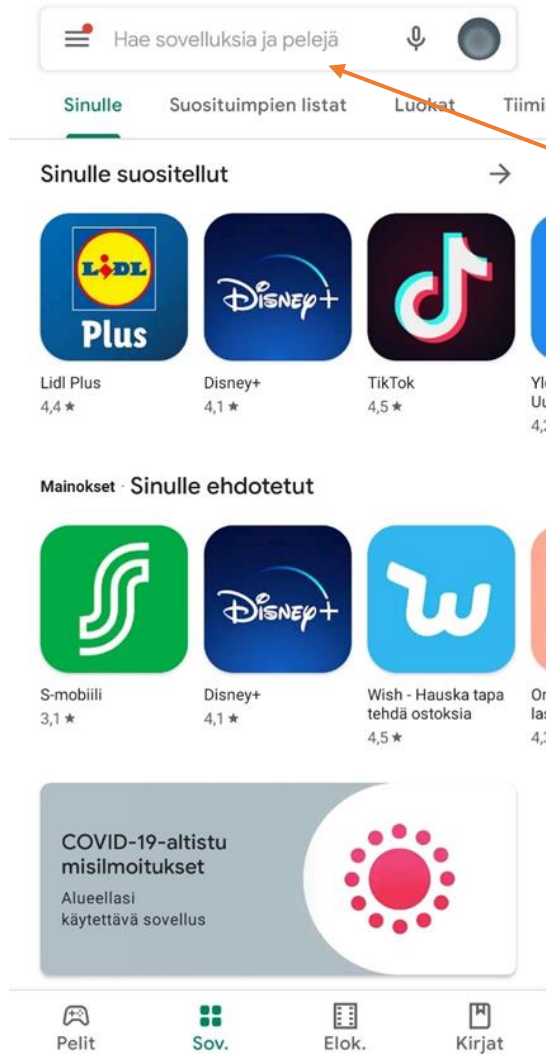 Hae sovelluksia ja pelejä
Sinulle Suosituimpien listat Luokat Tiimi
Sinulle suositellut
LIDL
Plus
Disney+
Lidl Plus Disney+ TikTok
4,4 ★ 4,1 ★ 4,5 ★
Mainokset · Sinulle ehdotetut
Disney+
S-mobiili Disney+ Wish - Hauska tapa
tehdä ostoksia
3,1 ★ 4,1 ★
4,5 ★
COVID-19-altistu
misilmoitukset
Alueellasi
käytettävä sovellus
Pelit Sov. Elok. Kirjat